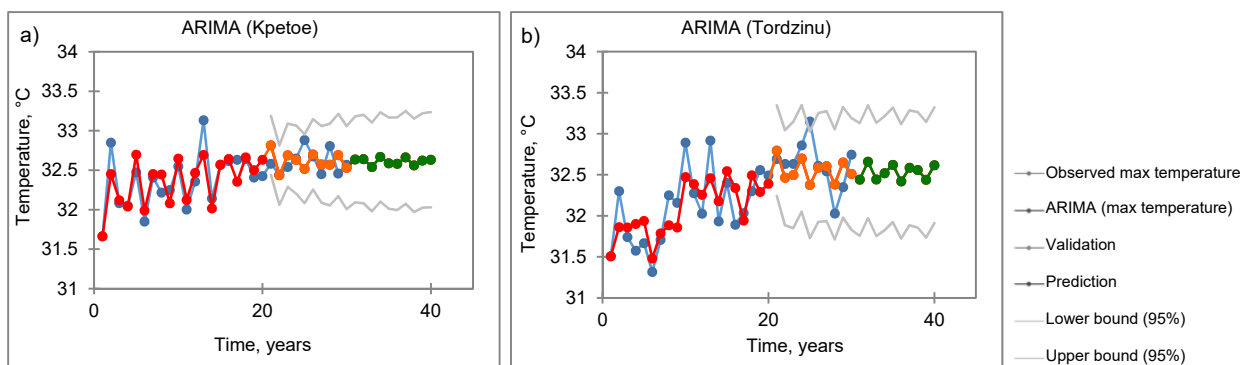 a)
ARIMA (Kpetoe)
34
33.5
33
32.5
32
31.5
31
0
20
40
Temperature, °C
Time, years
b)
ARIMA (Tordzinu)
34
33.5
33
32.5
32
31.5
31
0
20
40
Temperature, °C
Time, years
Observed max temperature
ARIMA (max temperature)
Validation
Prediction
Lower bound (95%)
Upper bound (95%)